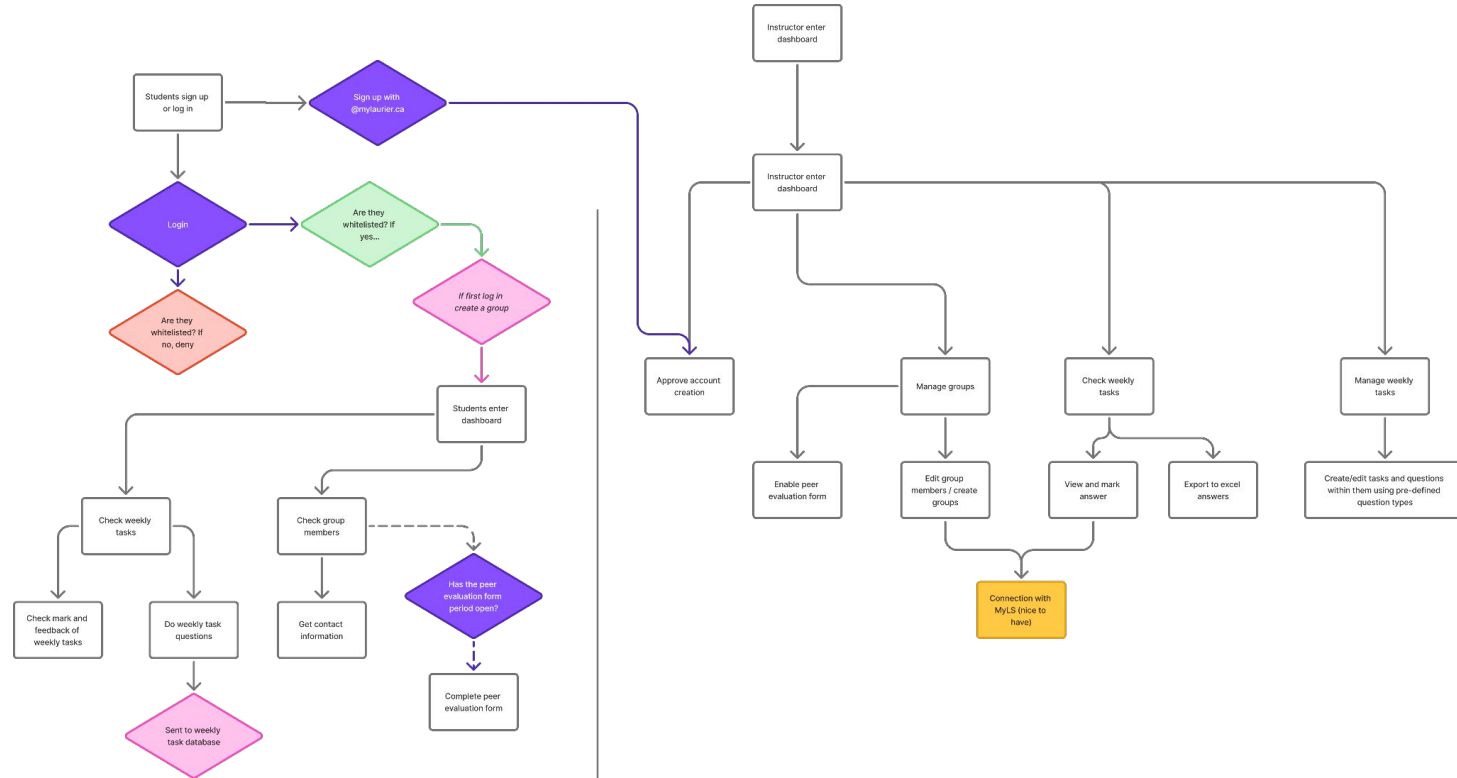 Instructor enter
dashboard
Students sign up
or log in
Sign up with
@mylaurier.ca
Instructor enter
dashboard
Login
Are they
whitelisted? If
yes...
If first log in
create a group
Are they
whitelisted? If
no, deny
Approve account
creation
Manage groups
Check weekly
tasks
Manage weekly
tasks
Students enter
dashboard
Enable peer
evaluation form
Edit group
members / create
groups
View and mark
answer
Export to excel
answers
Create/edit tasks and questions
within them using pre-defined
question types
Check weekly
tasks
Check group
members
Has the peer
evaluation form
period open?
Connection with
MyLS (nice to
have)
Check mark and
feedback of
weekly tasks
Do weekly task
questions
Get contact
information
Complete peer
evaluation form
Sent to weekly
task database